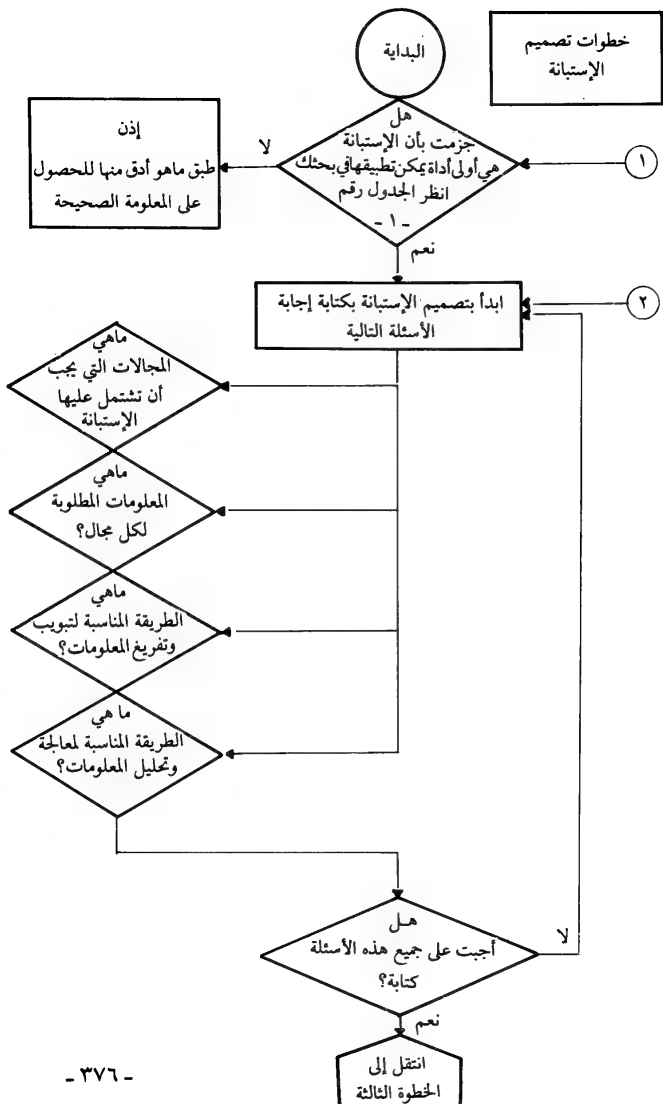 خطوات تصميم
الإستبانة
البداية
هل
جزمت بأن الإستبانة
هي أولى أداة يمكن تطبيقها في بحثك
انظر الجدول رقم
- ١ -
١
لا
إذن
طبق ماهو أدق منها للحصول
على المعلومة الصحيحة
نعم
ابدأ بتصميم الإستبانة بكتابة إجابة
الأسئلة التالية
٢
ماهي
المجالات التي يجب
أن تشتمل عليها
الإستبانة
ماهي
المعلومات المطلوبة
لكل مجال؟
ماهي
الطريقة المناسبة لتبويب
وتفريغ المعلومات؟
ما هي
الطريقة المناسبة لمعالجة
وتحليل المعلومات؟
هـل
أجبت على جميع هذه الأسئلة
كتابة؟
لا
نعم
انتقل إلى
الخطوة الثالثة
- ٣٧٦ -